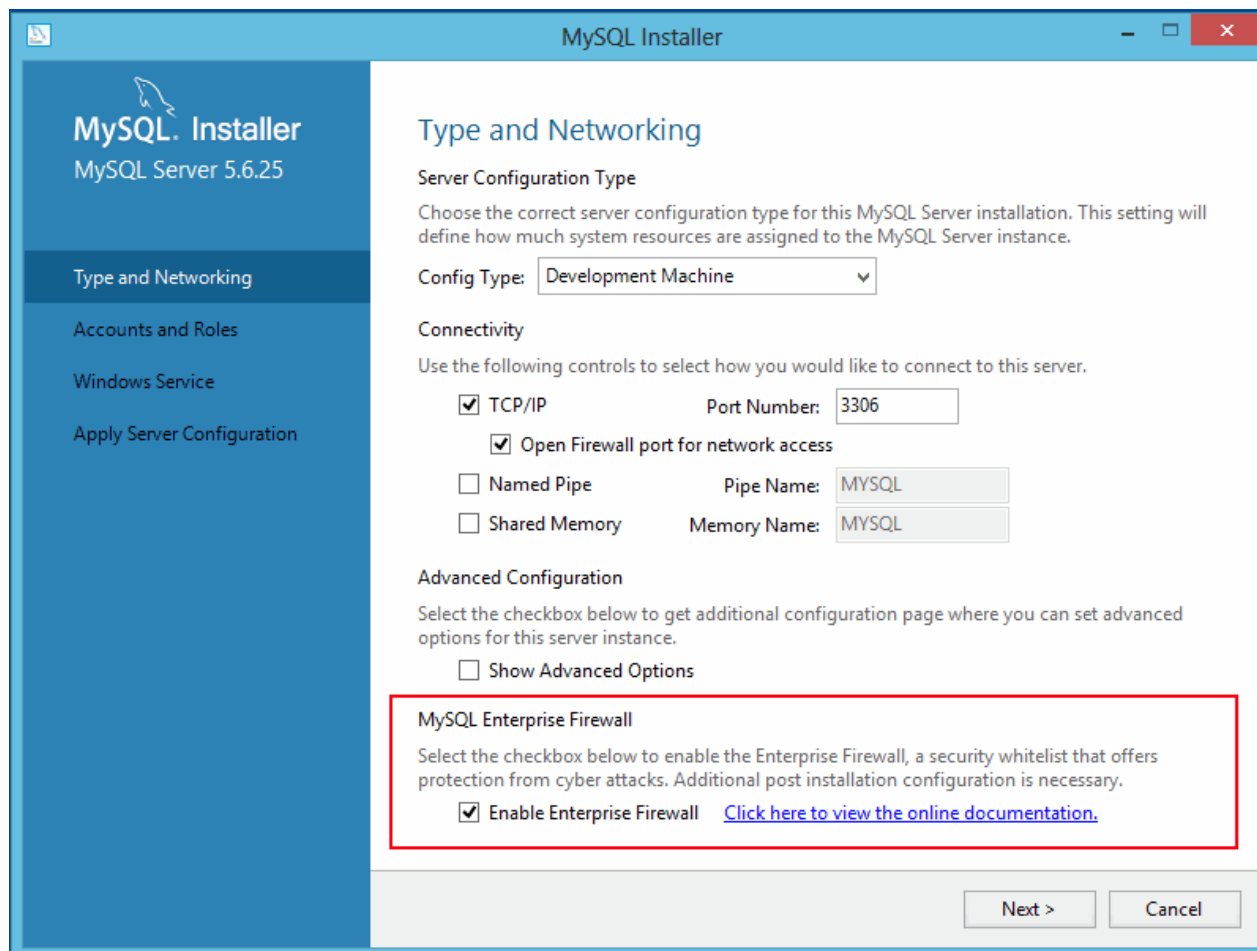 MySQL Installer
MySQL. Installer
MySQL Server 5.6.25
Type and Networking
Accounts and Roles
Windows Service
Apply Server Configuration
Type and Networking
Server Configuration Type
Choose the correct server configuration type for this MySQL Server installation. This setting will
define how much system resources are assigned to the MySQL Server instance.
Config Type: Development Machine
Connectivity
Use the following controls to select how you would like to connect to this server.
TCP/IP Port Number: 3306
Open Firewall port for network access
Named Pipe Pipe Name: MYSQL
Shared Memory Memory Name: MYSQL
Advanced Configuration
Select the checkbox below to get additional configuration page where you can set advanced
options for this server instance.
Show Advanced Options
MySQL Enterprise Firewall
Select the checkbox below to enable the Enterprise Firewall, a security whitelist that offers
protection from cyber attacks. Additional post installation configuration is necessary.
Enable Enterprise Firewall Click here to view the online documentation.
Next > Cancel